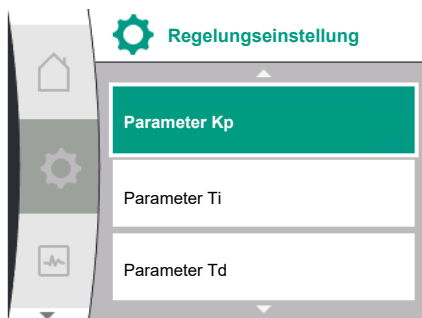 Regelungseinstellung
Parameter Kp
Parameter Ti
Parameter Td